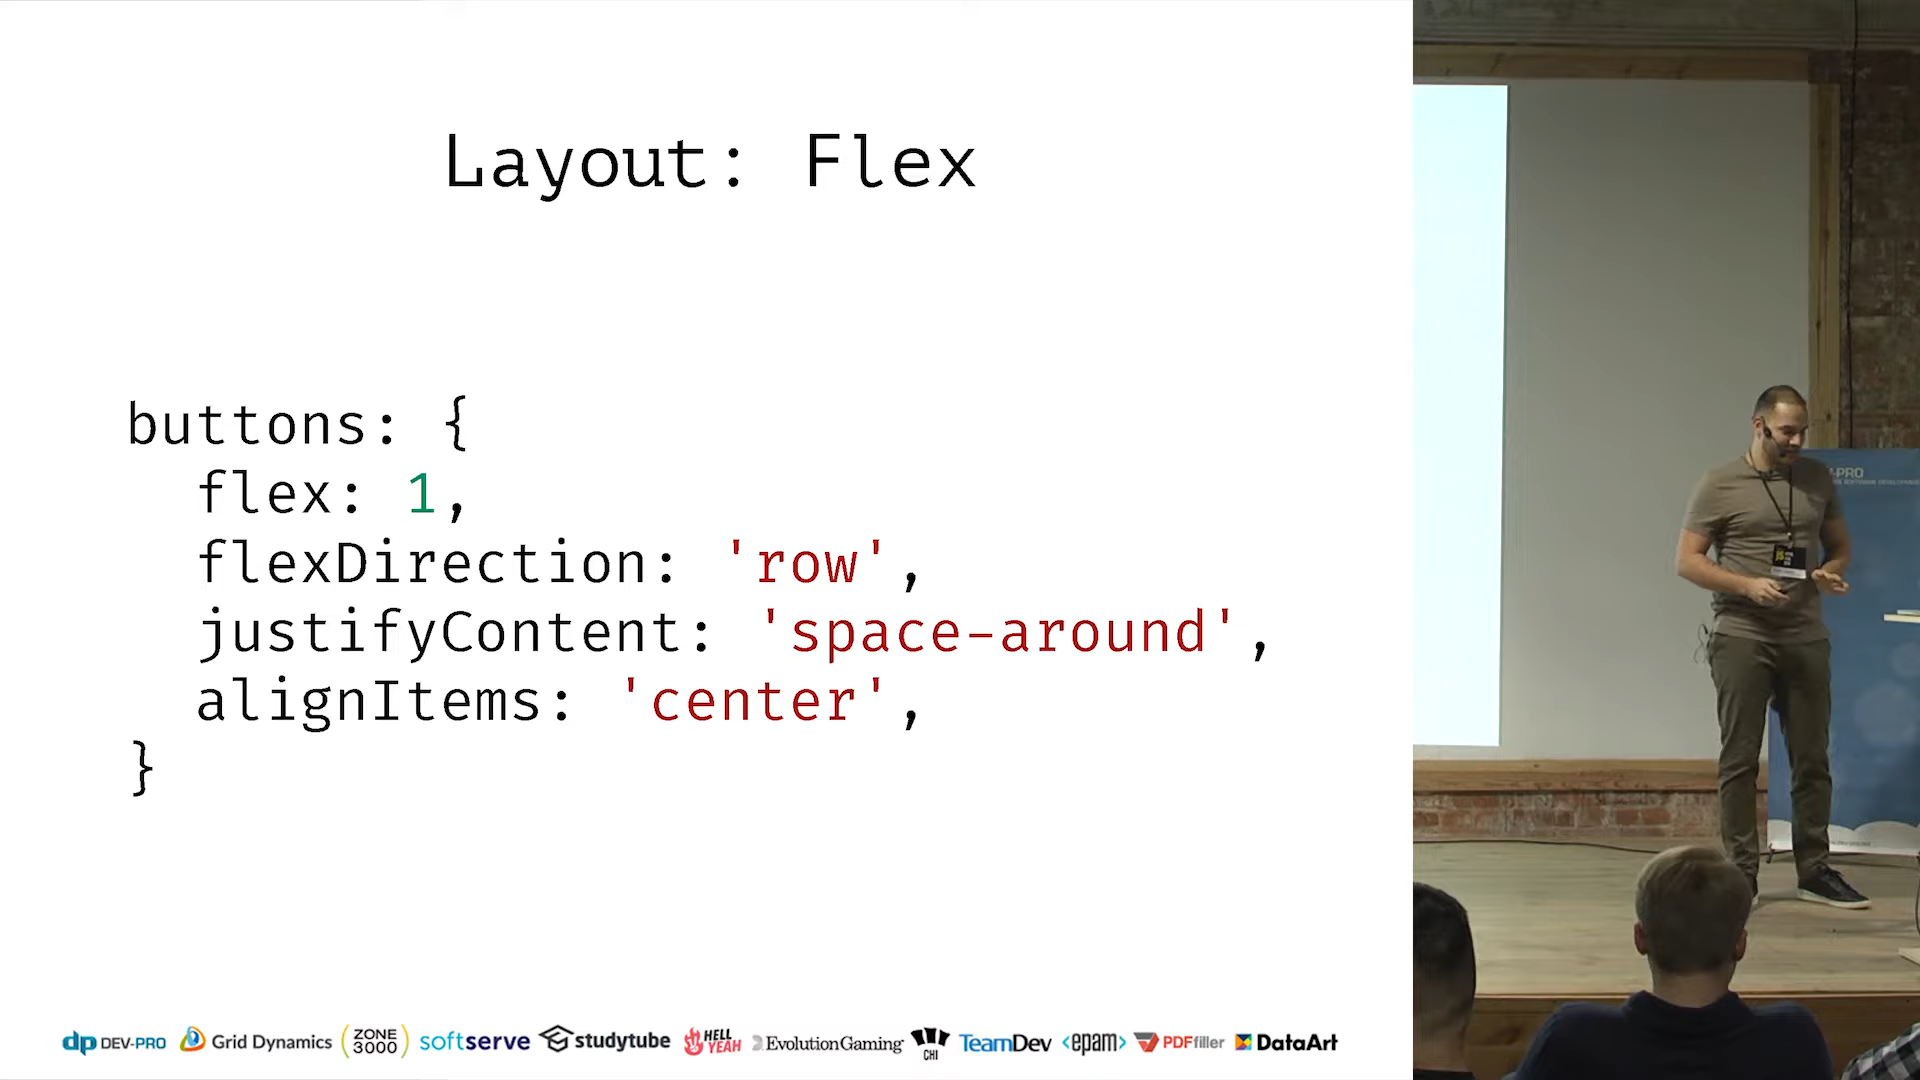 Layout: Flex
buttons: {
flex: 1,
flexDirection: 'row',
justifyContent: 'space-around',
alignItems: 'center',
}
dp DEV-PRO Grid Dynamics ZONE 3000 softserve studytube HELL YEAH Evolution Gaming CHI TeamDev <epam> PDFfiller DataArt
-PRO